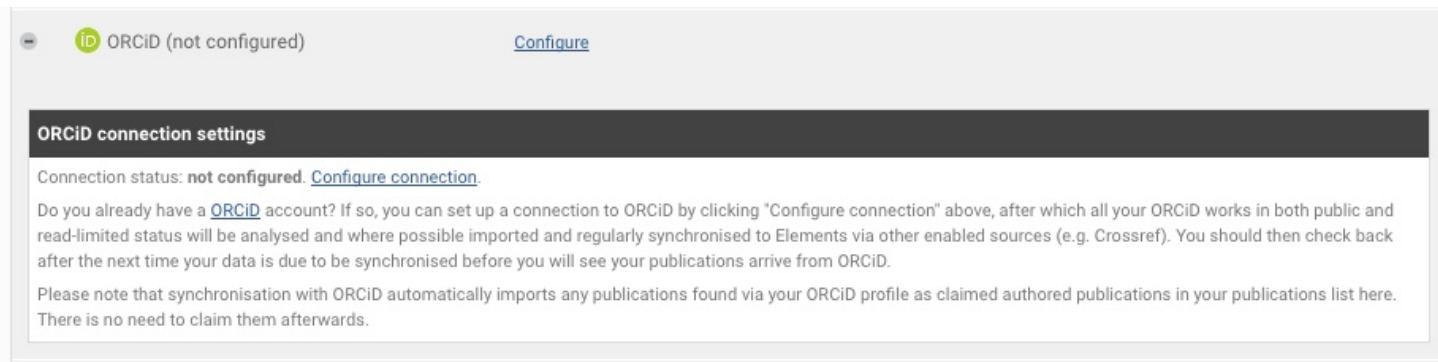 iD ORCiD (not configured) Configure
ORCiD connection settings
Connection status: not configured. Configure connection.
Do you already have a ORCiD account? If so, you can set up a connection to ORCiD by clicking "Configure connection" above, after which all your ORCiD works in both public and
read-limited status will be analysed and where possible imported and regularly synchronised to Elements via other enabled sources (e.g. Crossref). You should then check back
after the next time your data is due to be synchronised before you will see your publications arrive from ORCiD.
Please note that synchronisation with ORCiD automatically imports any publications found via your ORCiD profile as claimed authored publications in your publications list here.
There is no need to claim them afterwards.